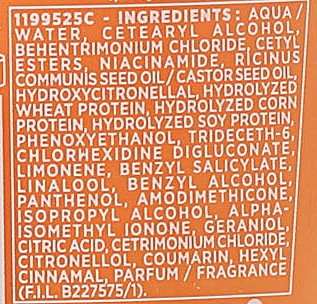 1199525C - INGREDIENTS: AQUA/
WATER, CETEARYL ALCOHOL,
BEHENTRIMONIUM CHLORIDE, CETYL
ESTERS, NIACINAMIDE, RICINUS
COMMUNIS SEED OIL/CASTOR SEED OIL,
HYDROXYCITRONELLAL, HYDROLYZED
WHEAT PROTEIN, HYDROLYZED CORN
PROTEIN, HYDROLYZED SOY PROTEIN,
PHENOXYETHANOL, TRIDECETH-6,
CHLORHEXIDINE DIGLUCONATE,
LIMONENE, BENZYL SALICYLATE,
LINALOOL, BENZYL ALCOHOL,
PANTHENOL, AMODIMETHICONE,
ISOPROPYL ALCOHOL, ALPHA-
ISOMETHYL IONONE, GERANIOL,
CITRIC ACID, CETRIMONIUM CHLORIDE,
CITRONELLOL, COUMARIN, HEXYL
CINNAMAL, PARFUM / FRAGRANCE
(F.I.L. B227575/1).